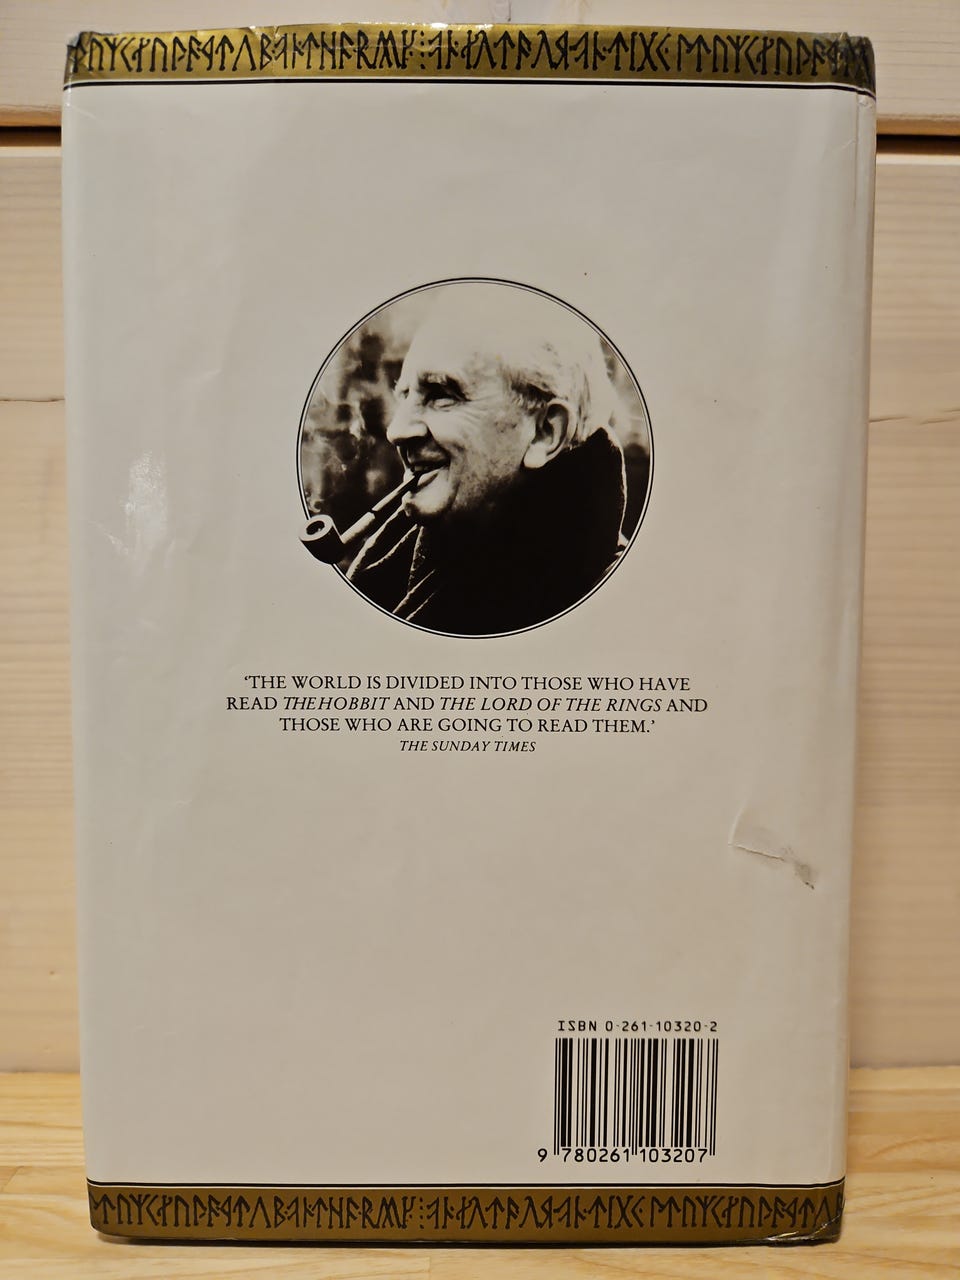 ‘THE WORLD IS DIVIDED INTO THOSE WHO HAVE
READ THE HOBBIT AND THE LORD OF THE RINGS AND
THOSE WHO ARE GOING TO READ THEM.’
THE SUNDAY TIMES
ISBN 0-261-10320-2
9 780261 103207